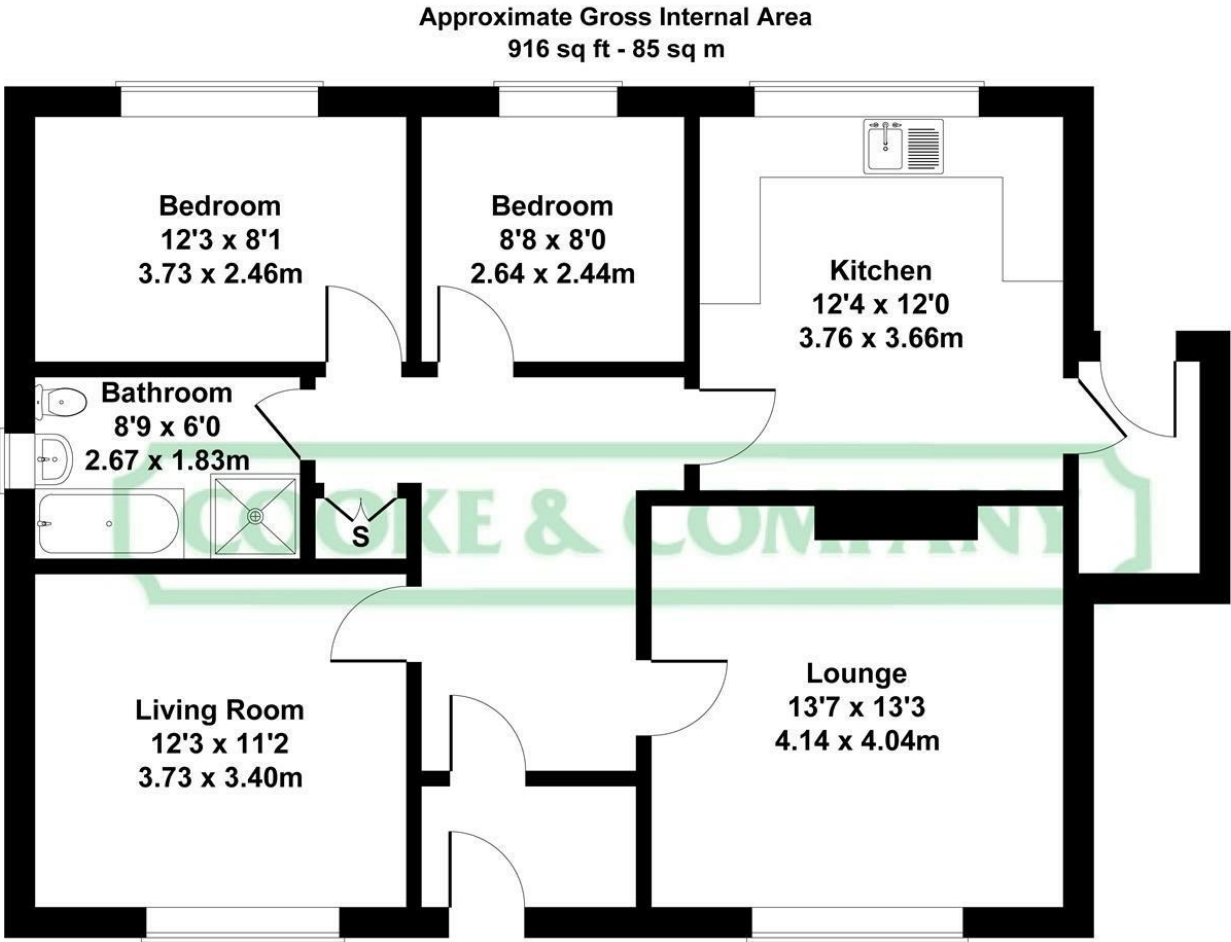 Approximate Gross Internal Area
916 sq ft - 85 sq m
Bedroom
12'3 x 8'1
3.73 x 2.46m
Bedroom
8'8 x 8'0
2.64 x 2.44m
Kitchen
12'4 x 12'0
3.76 x 3.66m
Bathroom
8'9 x 6'0
2.67 x 1.83m
COOKE & COMPANY
S
Living Room
12'3 x 11'2
3.73 x 3.40m
Lounge
13'7 x 13'3
4.14 x 4.04m